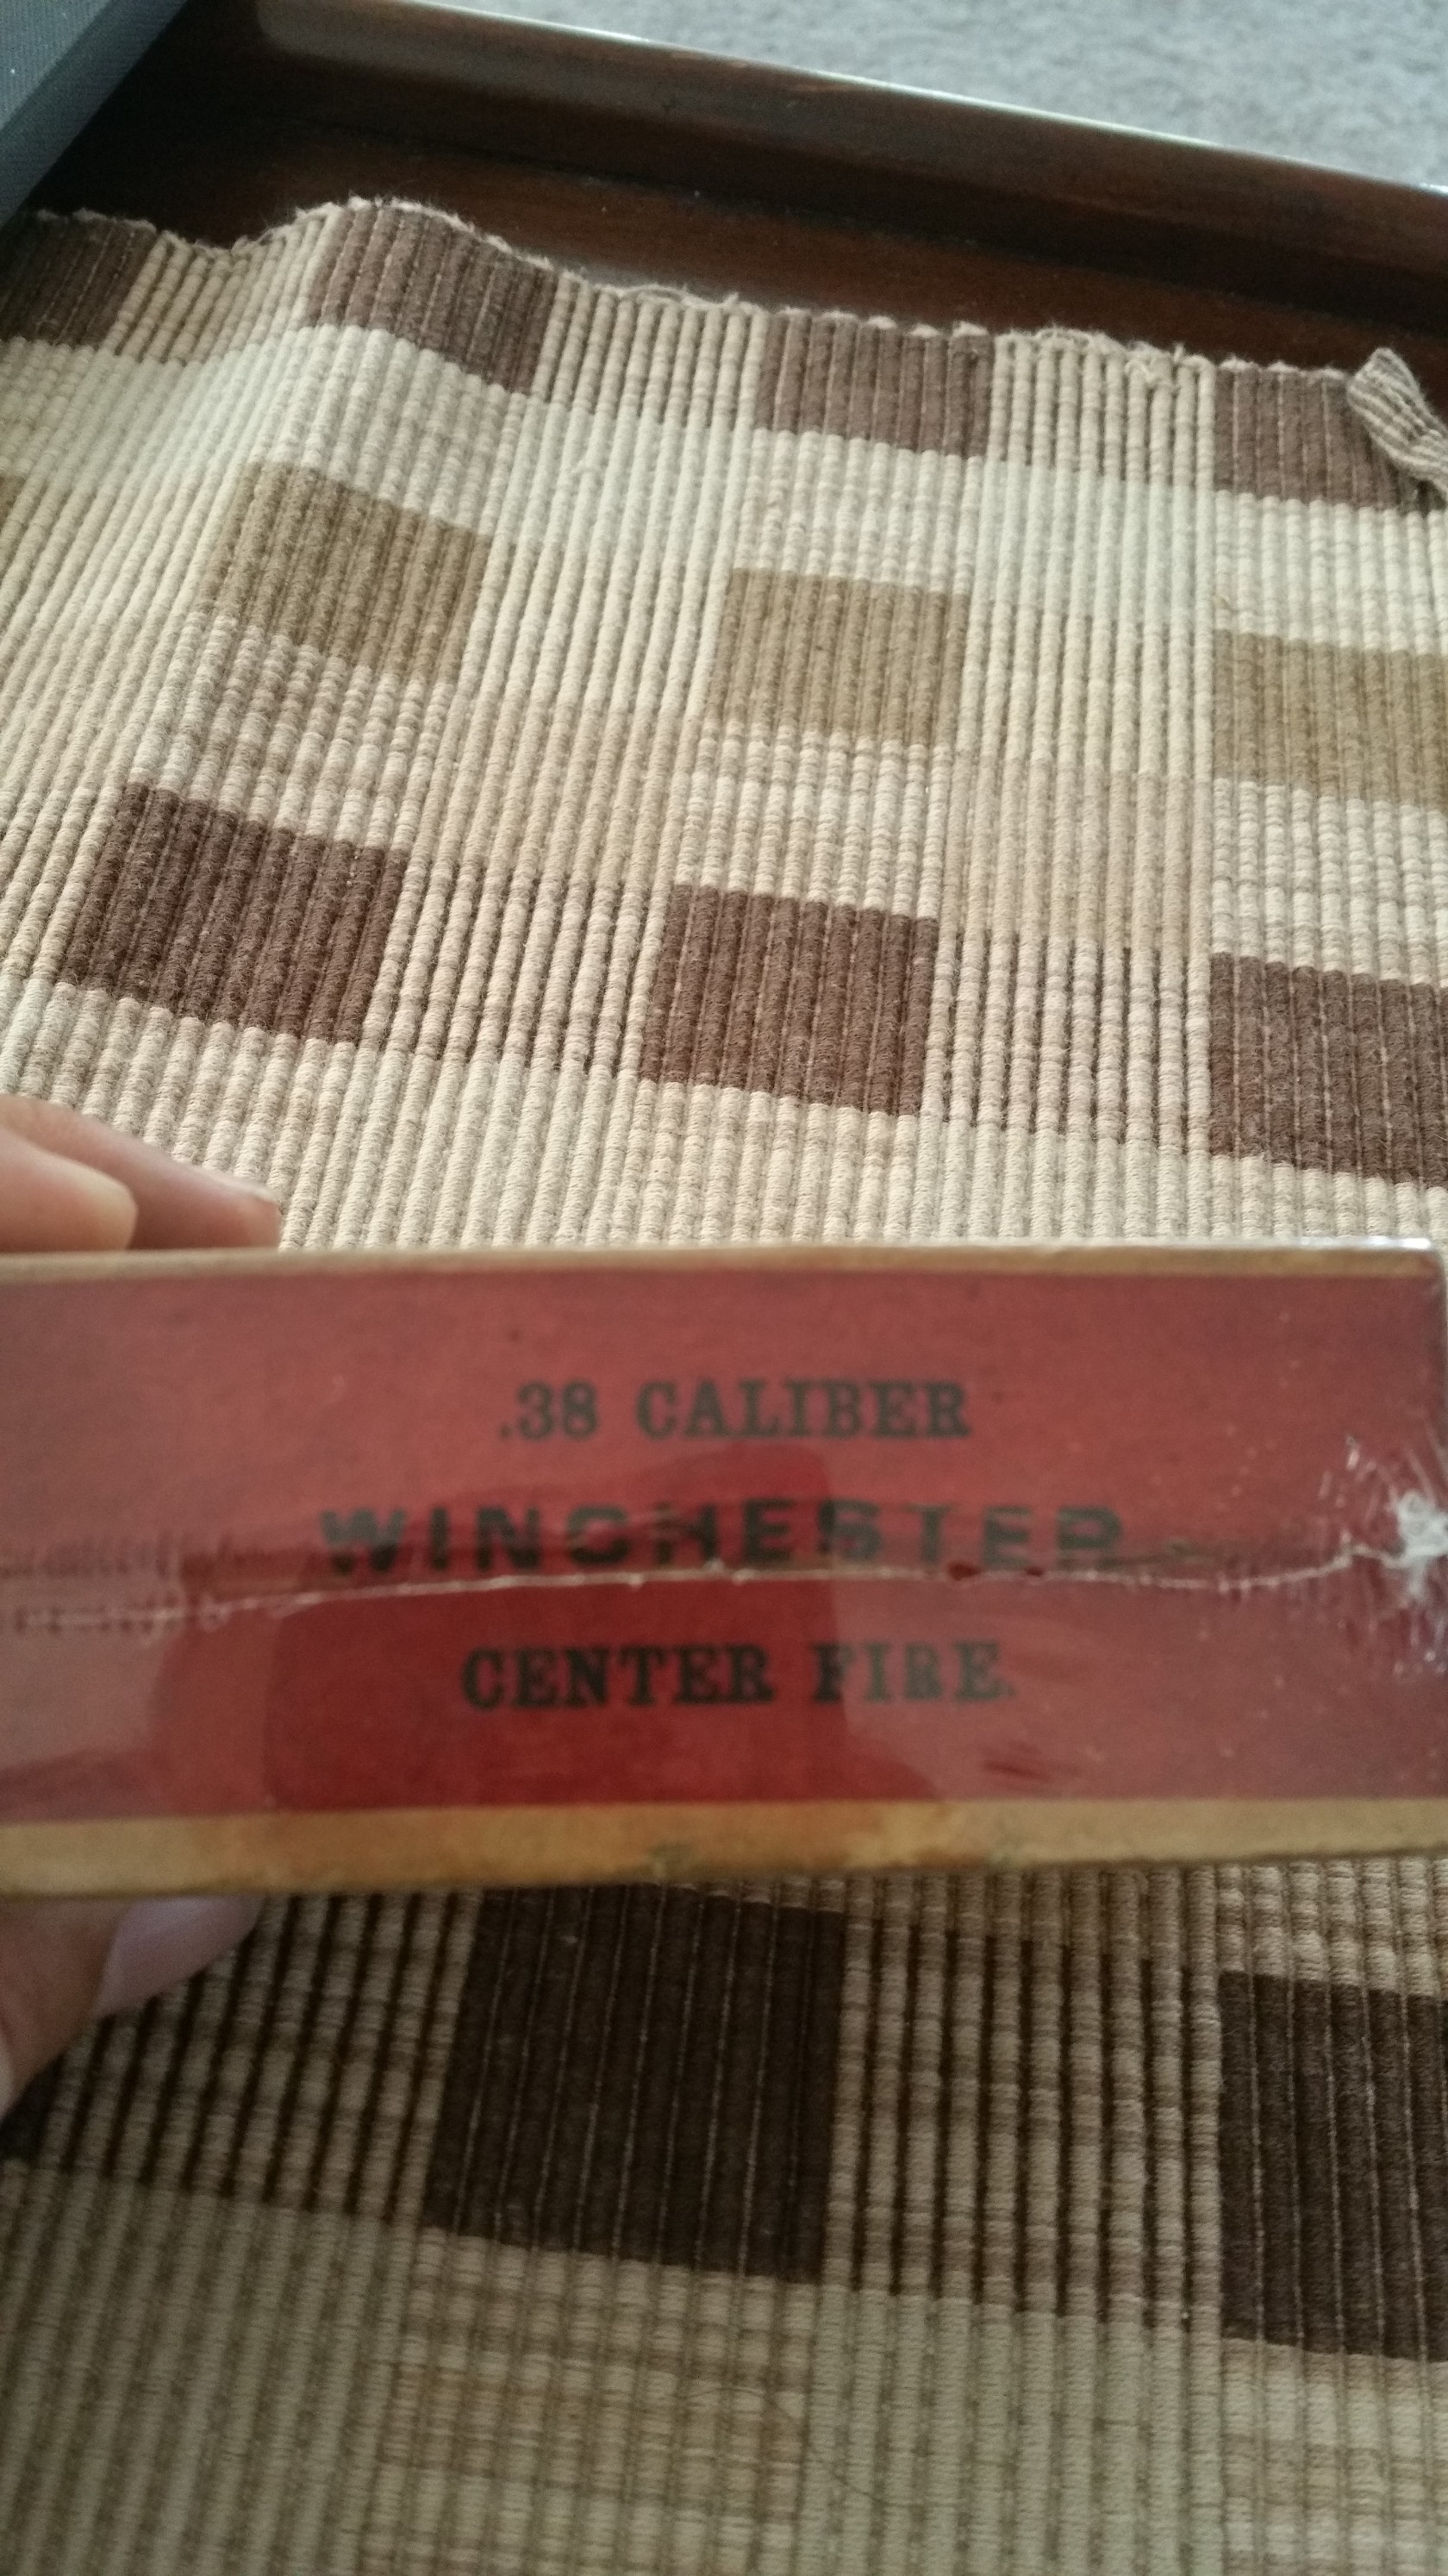 .38 CALIBER
WINCHESTER
CENTER FIRE.